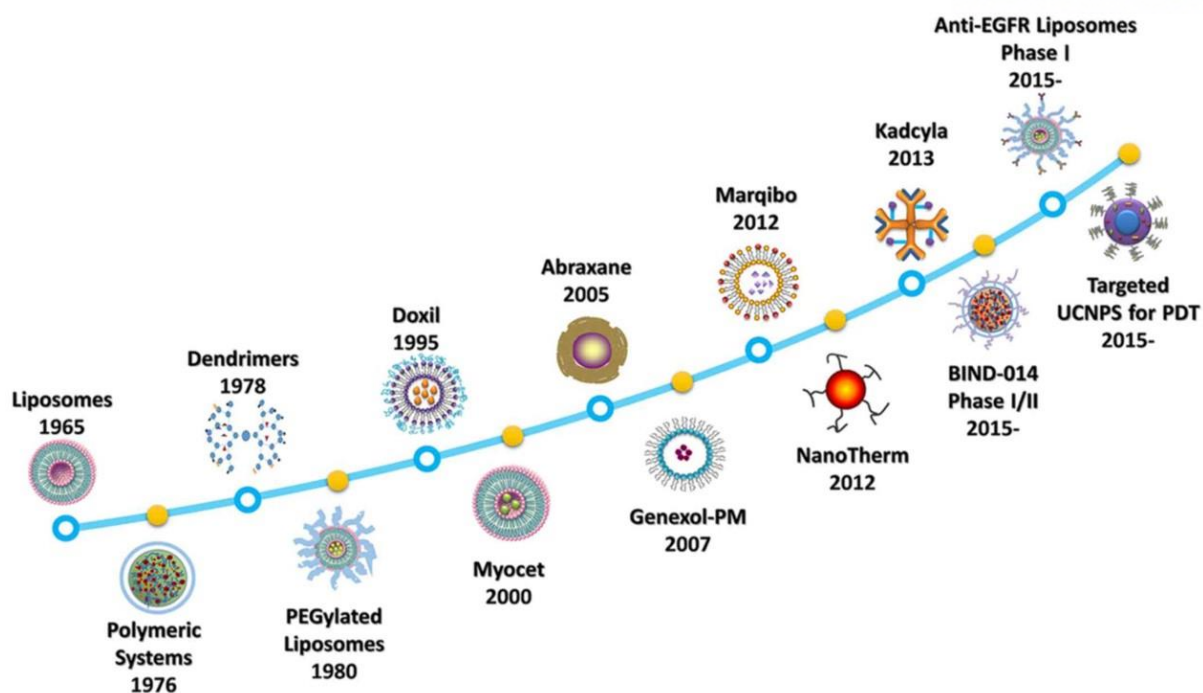 Liposomes
1965
Polymeric
Systems
1976
Dendrimers
1978
PEGylated
Liposomes
1980
Doxil
1995
Myocet
2000
Abraxane
2005
Genexol-PM
2007
Marqibo
2012
NanoTherm
2012
Kadcyla
2013
BIND-014
Phase I/II
2015-
Anti-EGFR Liposomes
Phase I
2015-
Targeted
UCNPS for PDT
2015-